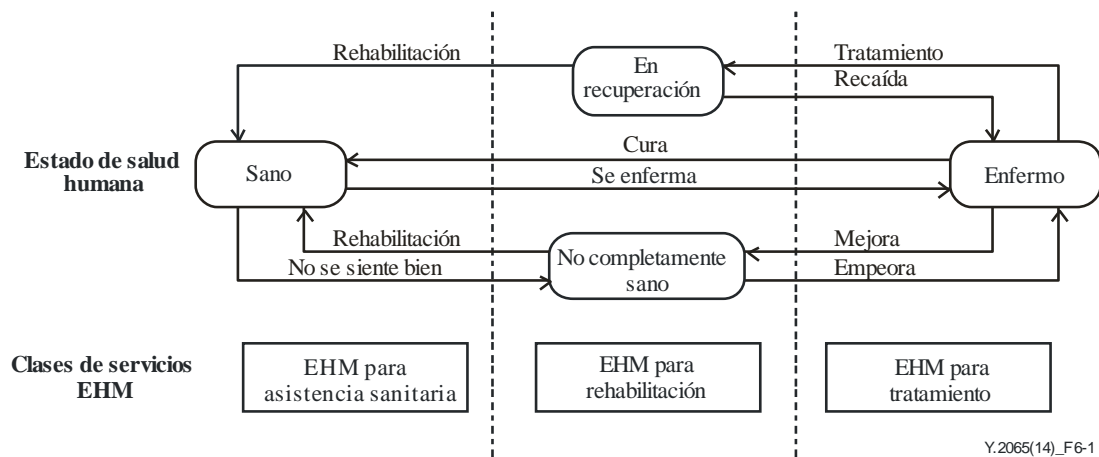 Rehabilitación
En
recuperación
Tratamiento
Recaída
Estado de salud
humana
Sano
Cura
Se enferma
Enfermo
Rehabilitación
No se siente bien
No completamente
sano
Mejora
Empeora
Clases de servicios
EHM
EHM para
asistencia sanitaria
EHM para
rehabilitación
EHM para
tratamiento
Y.2065(14)_F6-1